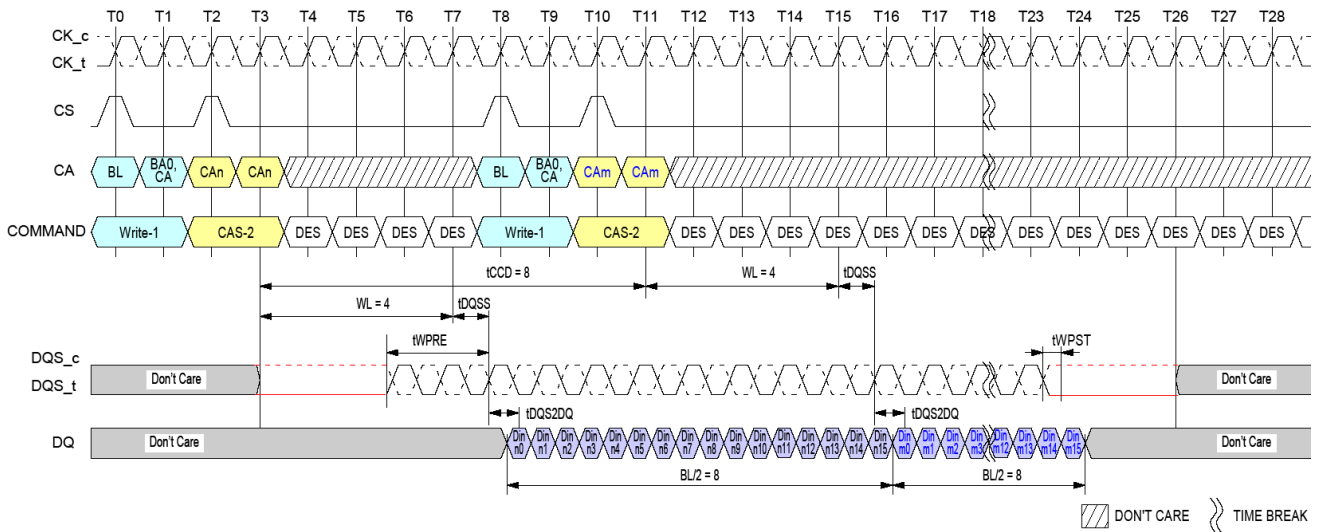 T0 T1 T2 T3 T4 T5 T6 T7 T8 T9 T10 T11 T12 T13 T14 T15 T16 T17 T18 T23 T24 T25 T26 T27 T28
CK_c
CK_t
CS
CA BL BA0, CA CAn CAn BL BA0, CA CAm CAm
COMMAND Write-1 CAS-2 DES DES DES DES Write-1 CAS-2 DES DES DES DES DES DES DES DES DES DES DES DES DES
tCCD = 8 WL = 4 tDQSS
WL = 4 tDQSS
tWPRE tWPST
DQS_c
DQS_t Don't Care Don't Care
tDQS2DQ tDQS2DQ
DQ Don't Care Din n0 Din n1 Din n2 Din n3 Din n4 Din n5 Din n6 Din n7 Din n8 Din n9 Din n10 Din n11 Din n12 Din n13 Din n14 Din n15 Din m0 Din m1 Din m2 Din m3 Din m12 Din m13 Din m14 Din m15 Don't Care
BL/2 = 8 BL/2 = 8
DON'T CARE TIME BREAK